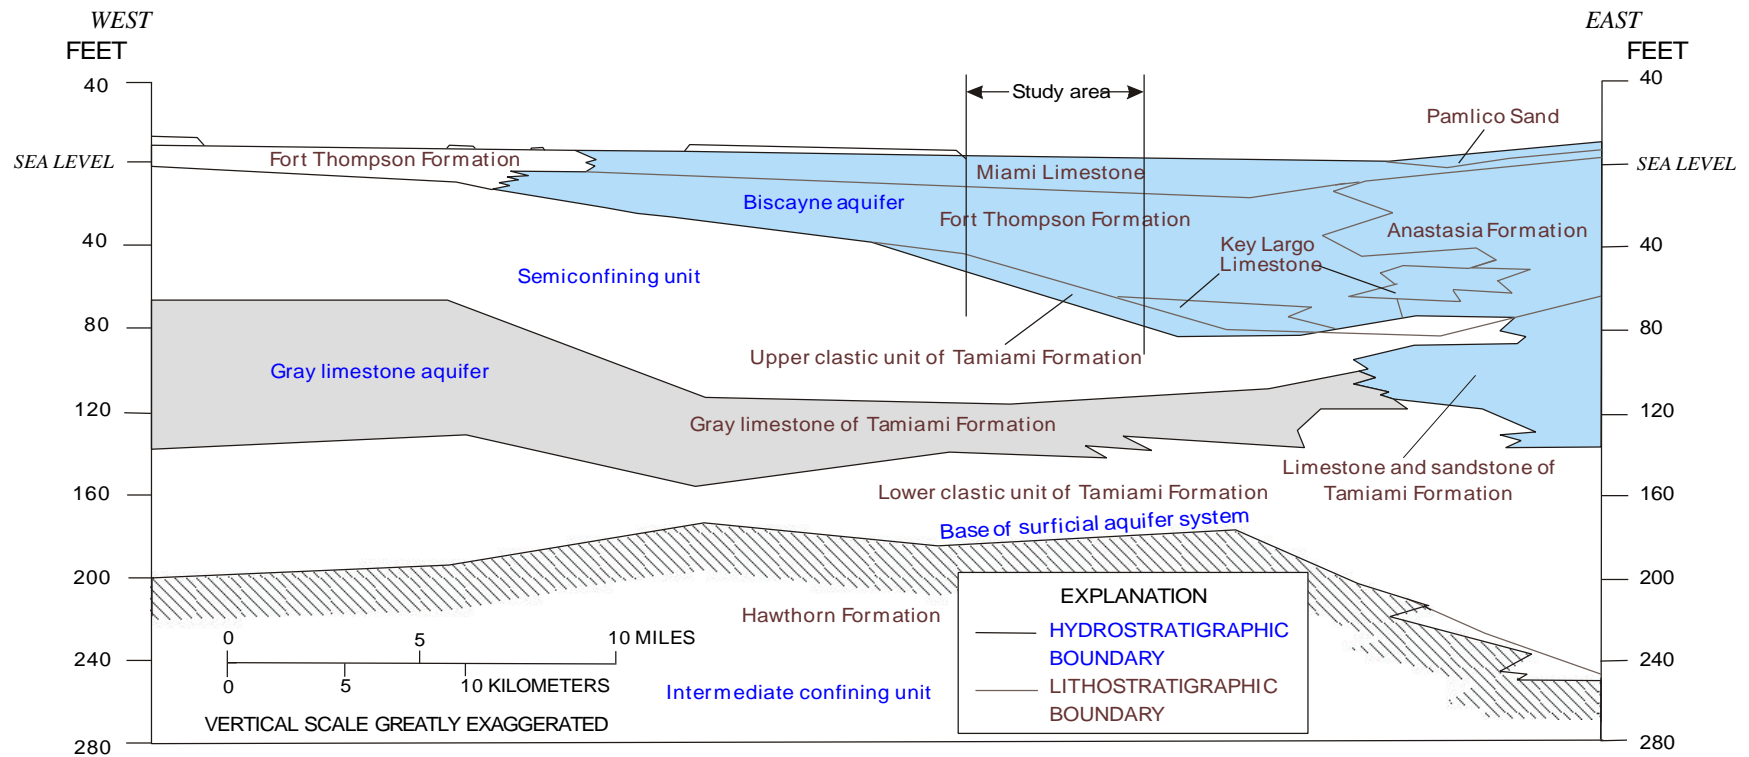 WEST
FEET
EAST
FEET
40
40
Study area
Pamlico Sand
SEA LEVEL
Fort Thompson Formation
Miami Limestone
SEA LEVEL
Biscayne aquifer
Fort Thompson Formation
Anastasia Formation
40
40
Key Largo
Limestone
Semiconfining unit
80
80
Upper clastic unit of Tamiami Formation
Gray limestone aquifer
120
120
Gray limestone of Tamiami Formation
Limestone and sandstone of
Tamiami Formation
160
160
Lower clastic unit of Tamiami Formation
Base of surficial aquifer system
200
200
Hawthorn Formation
EXPLANATION
HYDROSTRATIGRAPHIC
BOUNDARY
LITHOSTRATIGRAPHIC
BOUNDARY
0 5 10 MILES
240
240
0 5 10 KILOMETERS
Intermediate confining unit
VERTICAL SCALE GREATLY EXAGGERATED
280
280